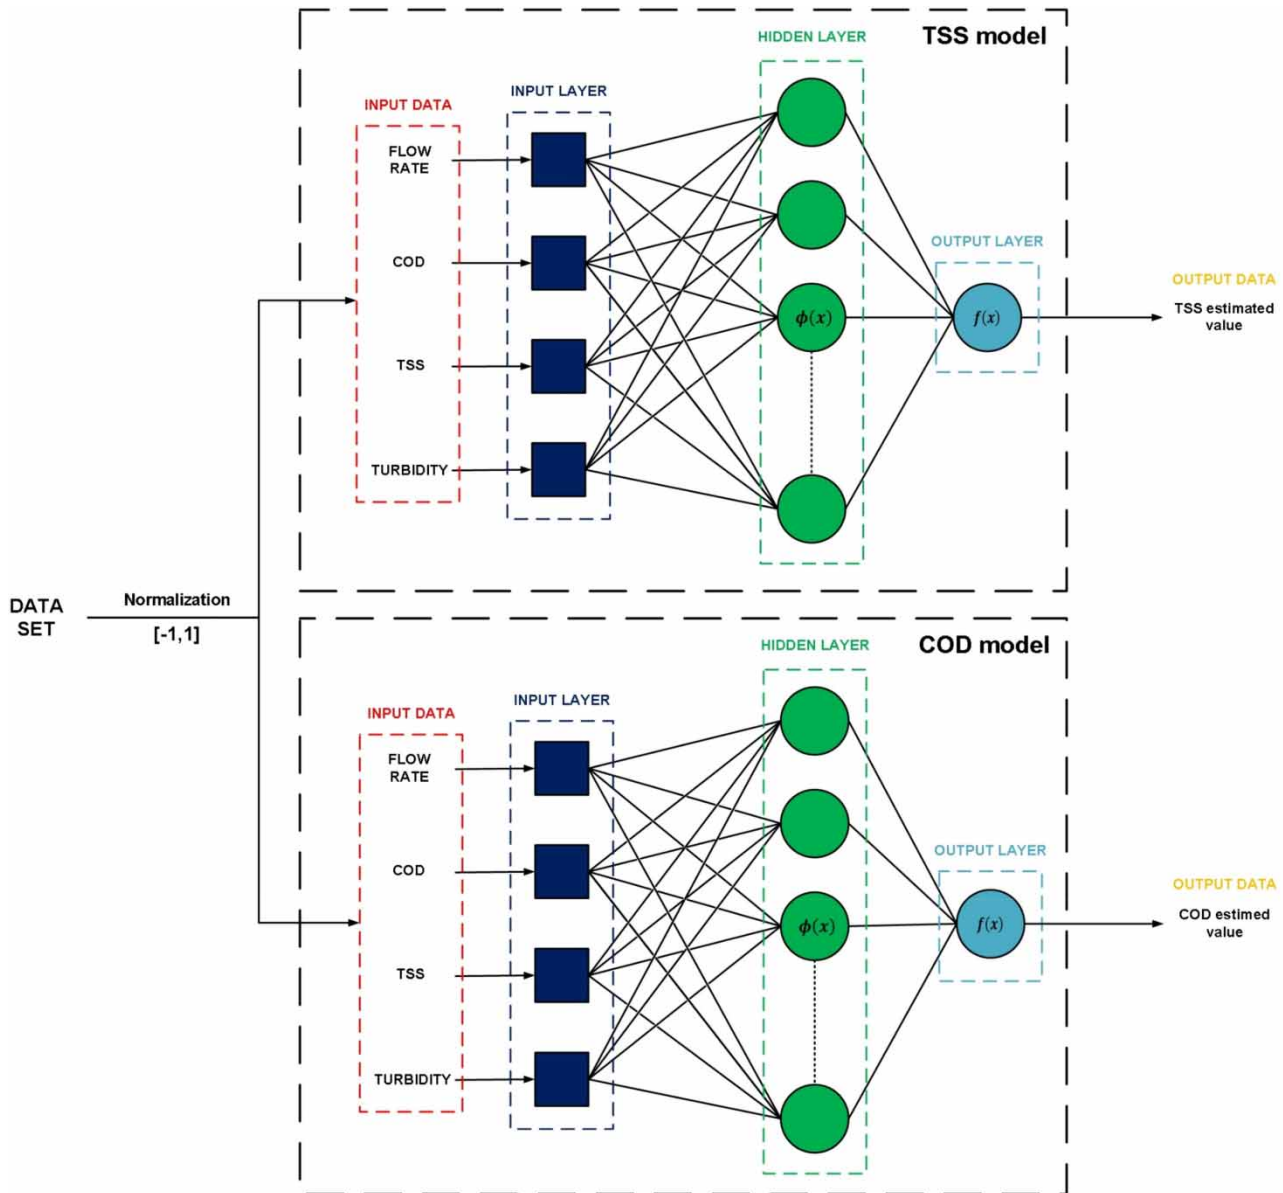 TSS model
HIDDEN LAYER
INPUT LAYER
INPUT DATA
FLOW
RATE
COD
TSS
TURBIDITY
ϕ(x)
OUTPUT LAYER
f(x)
OUTPUT DATA
TSS estimated
value
DATA
SET
Normalization
[-1,1]
COD model
HIDDEN LAYER
INPUT LAYER
INPUT DATA
FLOW
RATE
COD
TSS
TURBIDITY
ϕ(x)
OUTPUT LAYER
f(x)
OUTPUT DATA
COD estimed
value